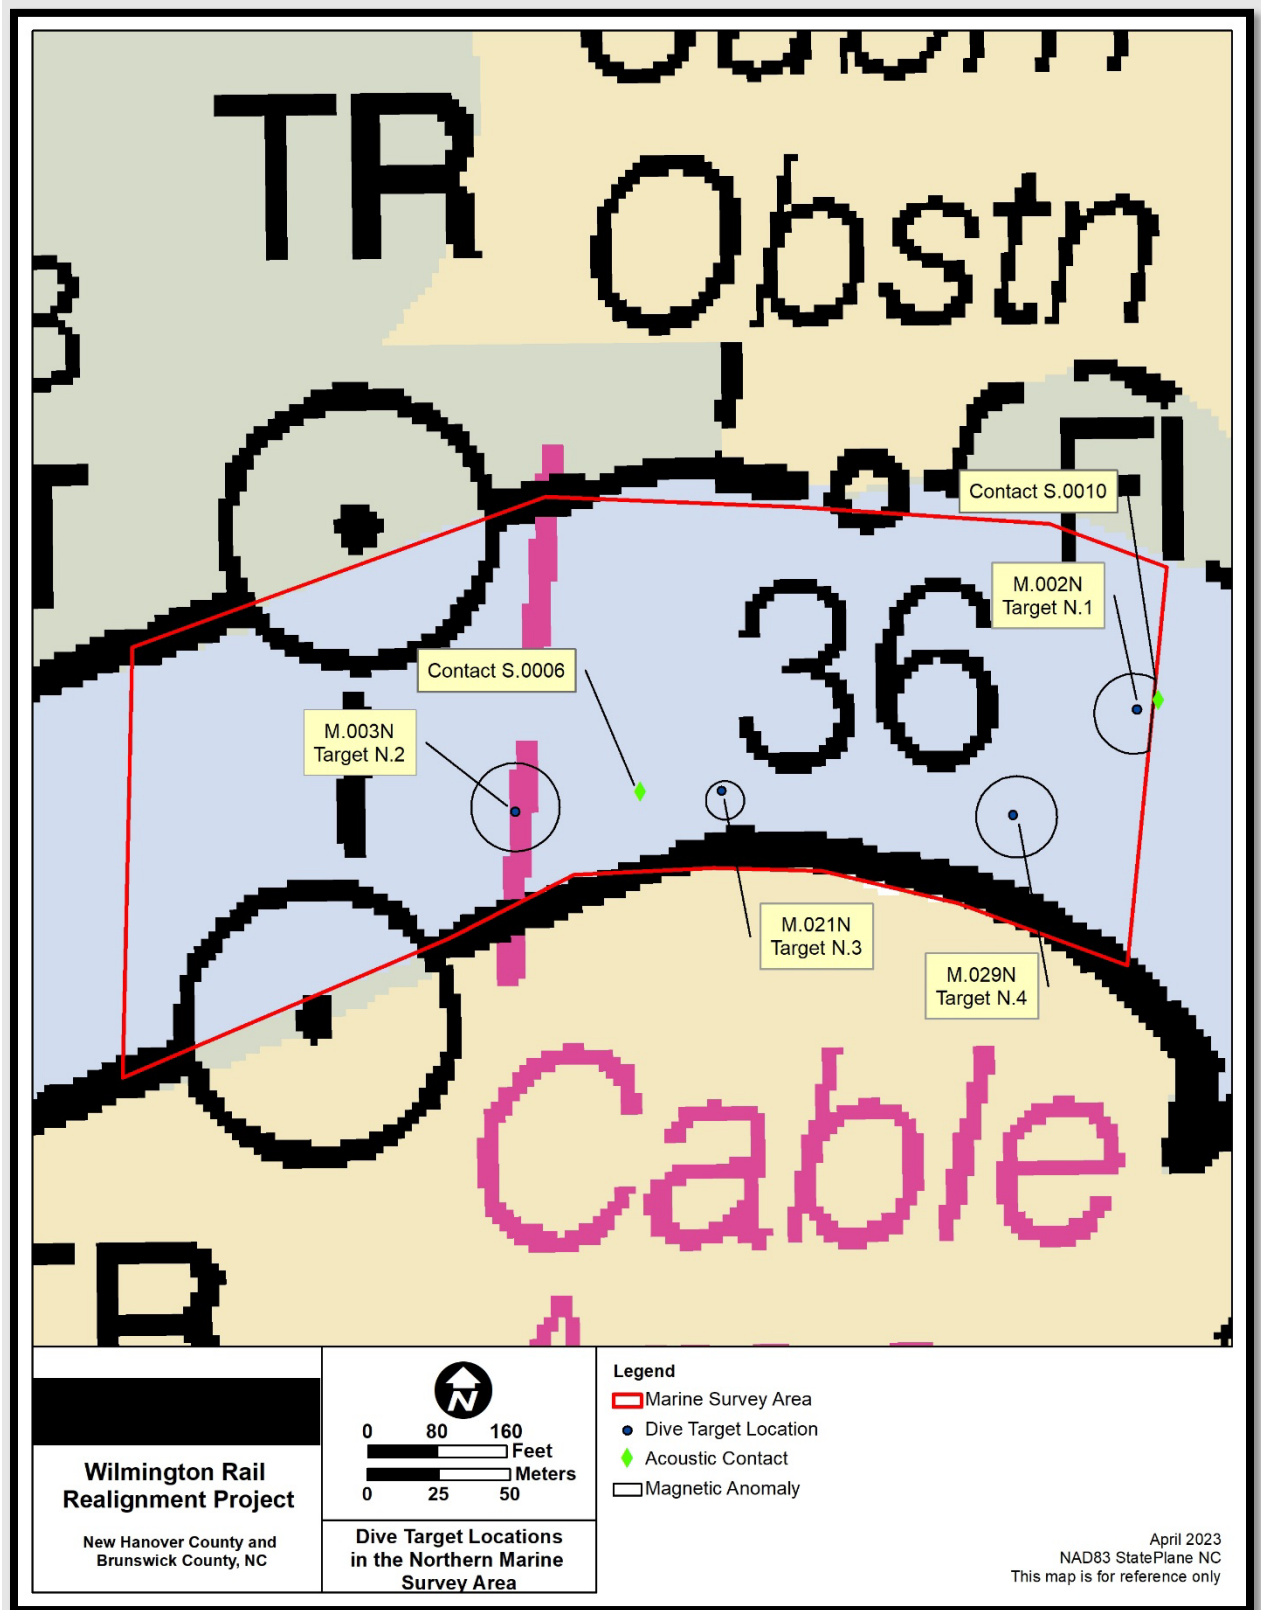 TR
Obstn
Contact S.0010
M.002N
Target N.1
36
Contact S.0006
M.003N
Target N.2
M.021N
Target N.3
M.029N
Target N.4
Cable
Legend
Marine Survey Area
Dive Target Location
Acoustic Contact
Magnetic Anomaly
N
0 80 160
Feet
Meters
0 25 50
Wilmington Rail
Realignment Project
New Hanover County and
Brunswick County, NC
Dive Target Locations
in the Northern Marine
Survey Area
April 2023
NAD83 StatePlane NC
This map is for reference only